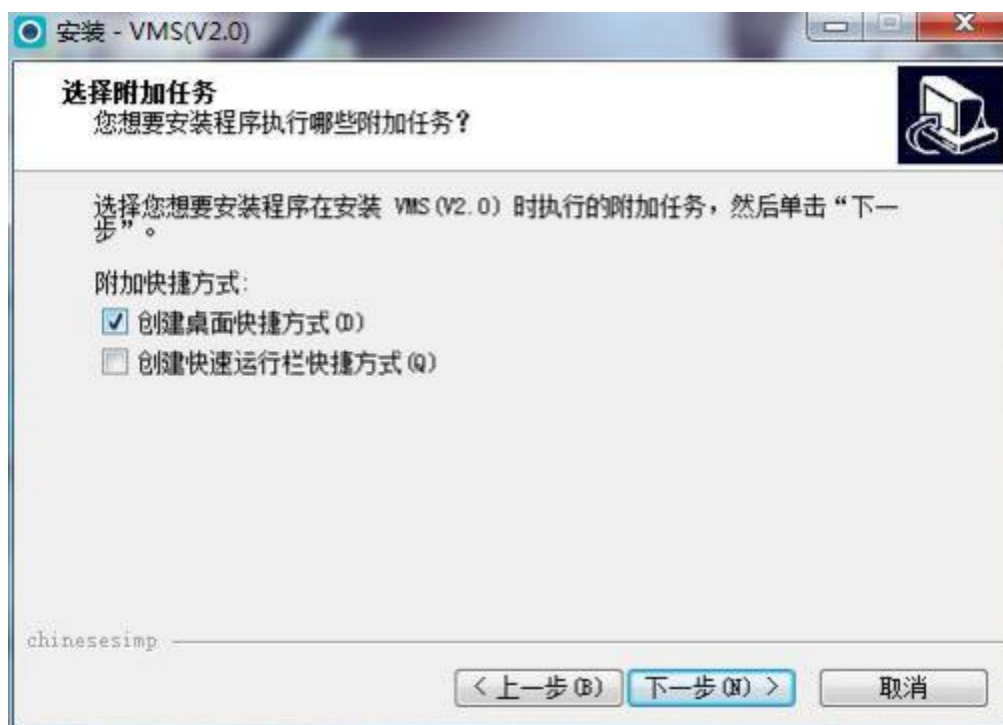 安装 - VMS(V2.0)
选择附加任务
您想要安装程序执行哪些附加任务?
选择您想要安装程序在安装 VMS(V2.0) 时执行的附加任务，然后单击“下一
步”。
附加快捷方式:
创建桌面快捷方式(D)
创建快速运行栏快捷方式(Q)
chinesesimp
< 上一步(B)
下一步(N) >
取消